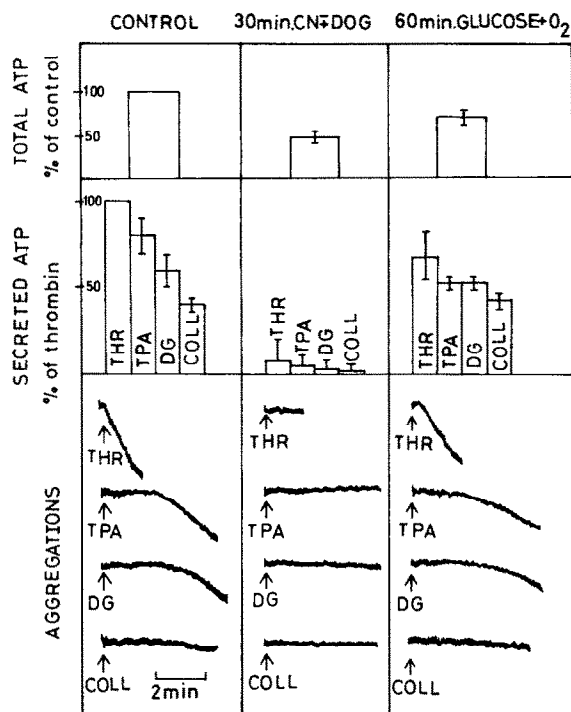 CONTROL
30min.CN+DOG
60min.GLUCOSE+O2
TOTAL ATP
% of control
100
50
SECRETED ATP
% of thrombin
100
50
THR
TPA
DG
COLL
THR
TPA
DG
COLL
THR
TPA
DG
COLL
AGGREGATIONS
THR
THR
THR
TPA
TPA
TPA
DG
DG
DG
COLL
COLL
COLL
2min